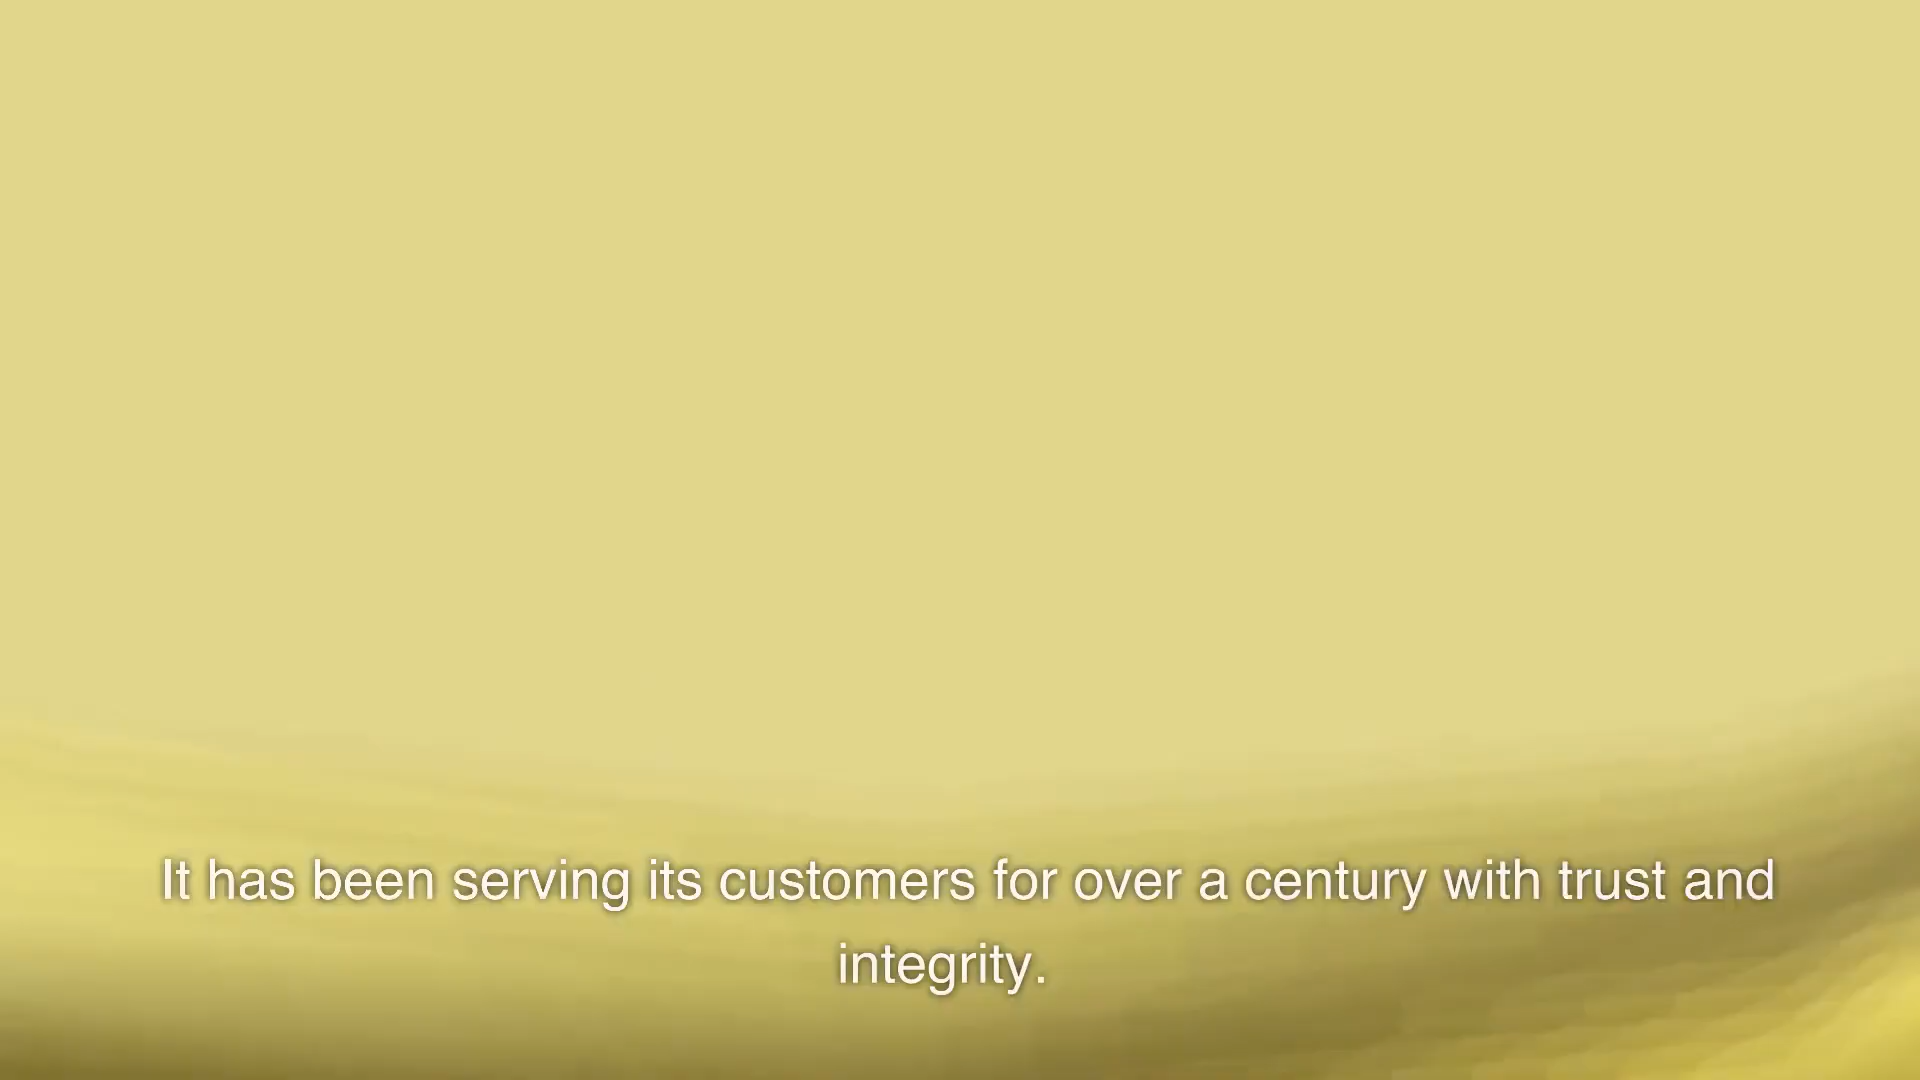 It has been serving its customers for over a century with trust and
integrity.